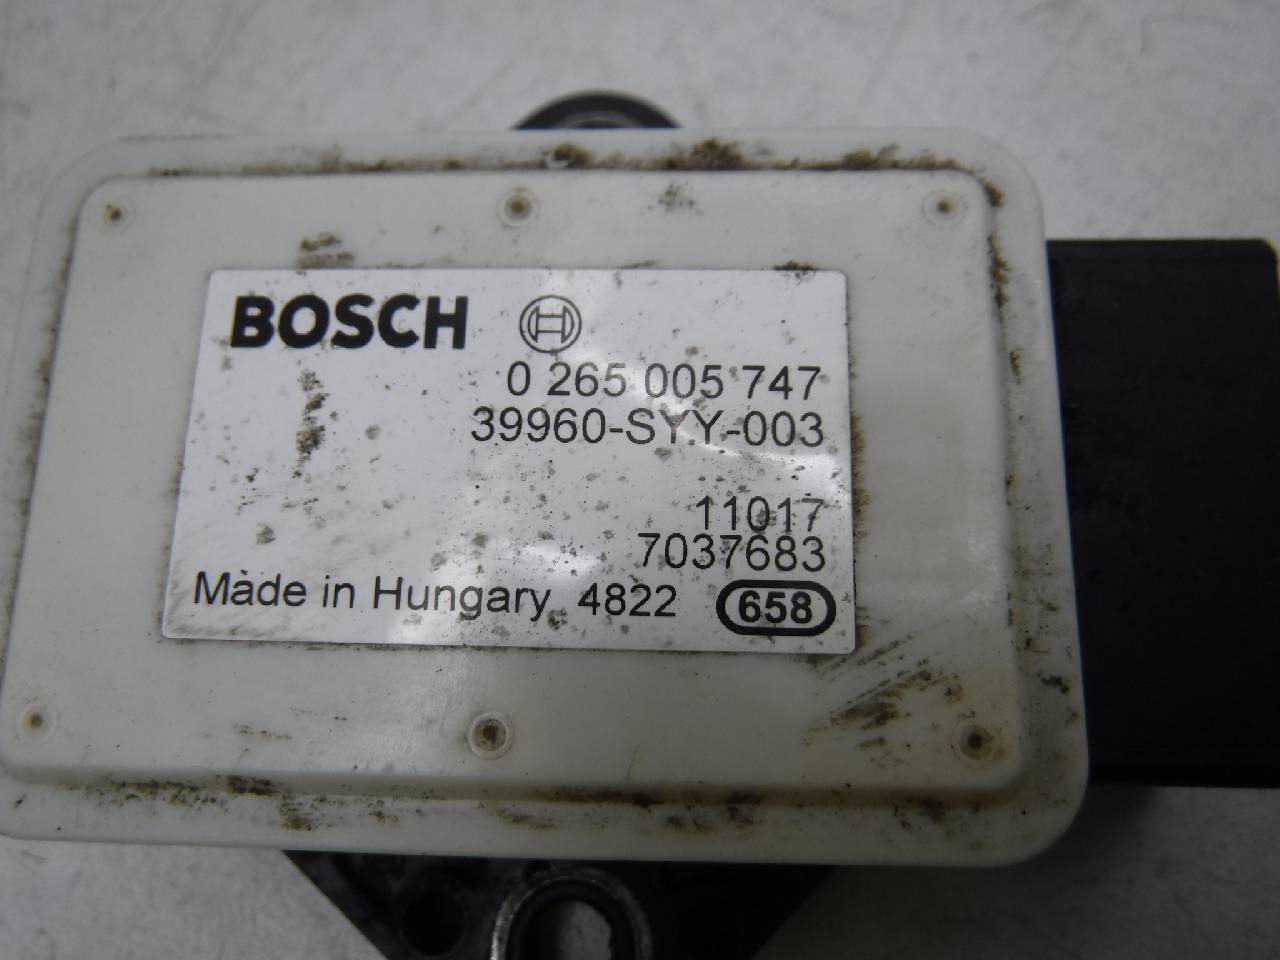 BOSCH
0 265 005 747
39960-SYY-003
11017
7037683
Made in Hungary 4822 658